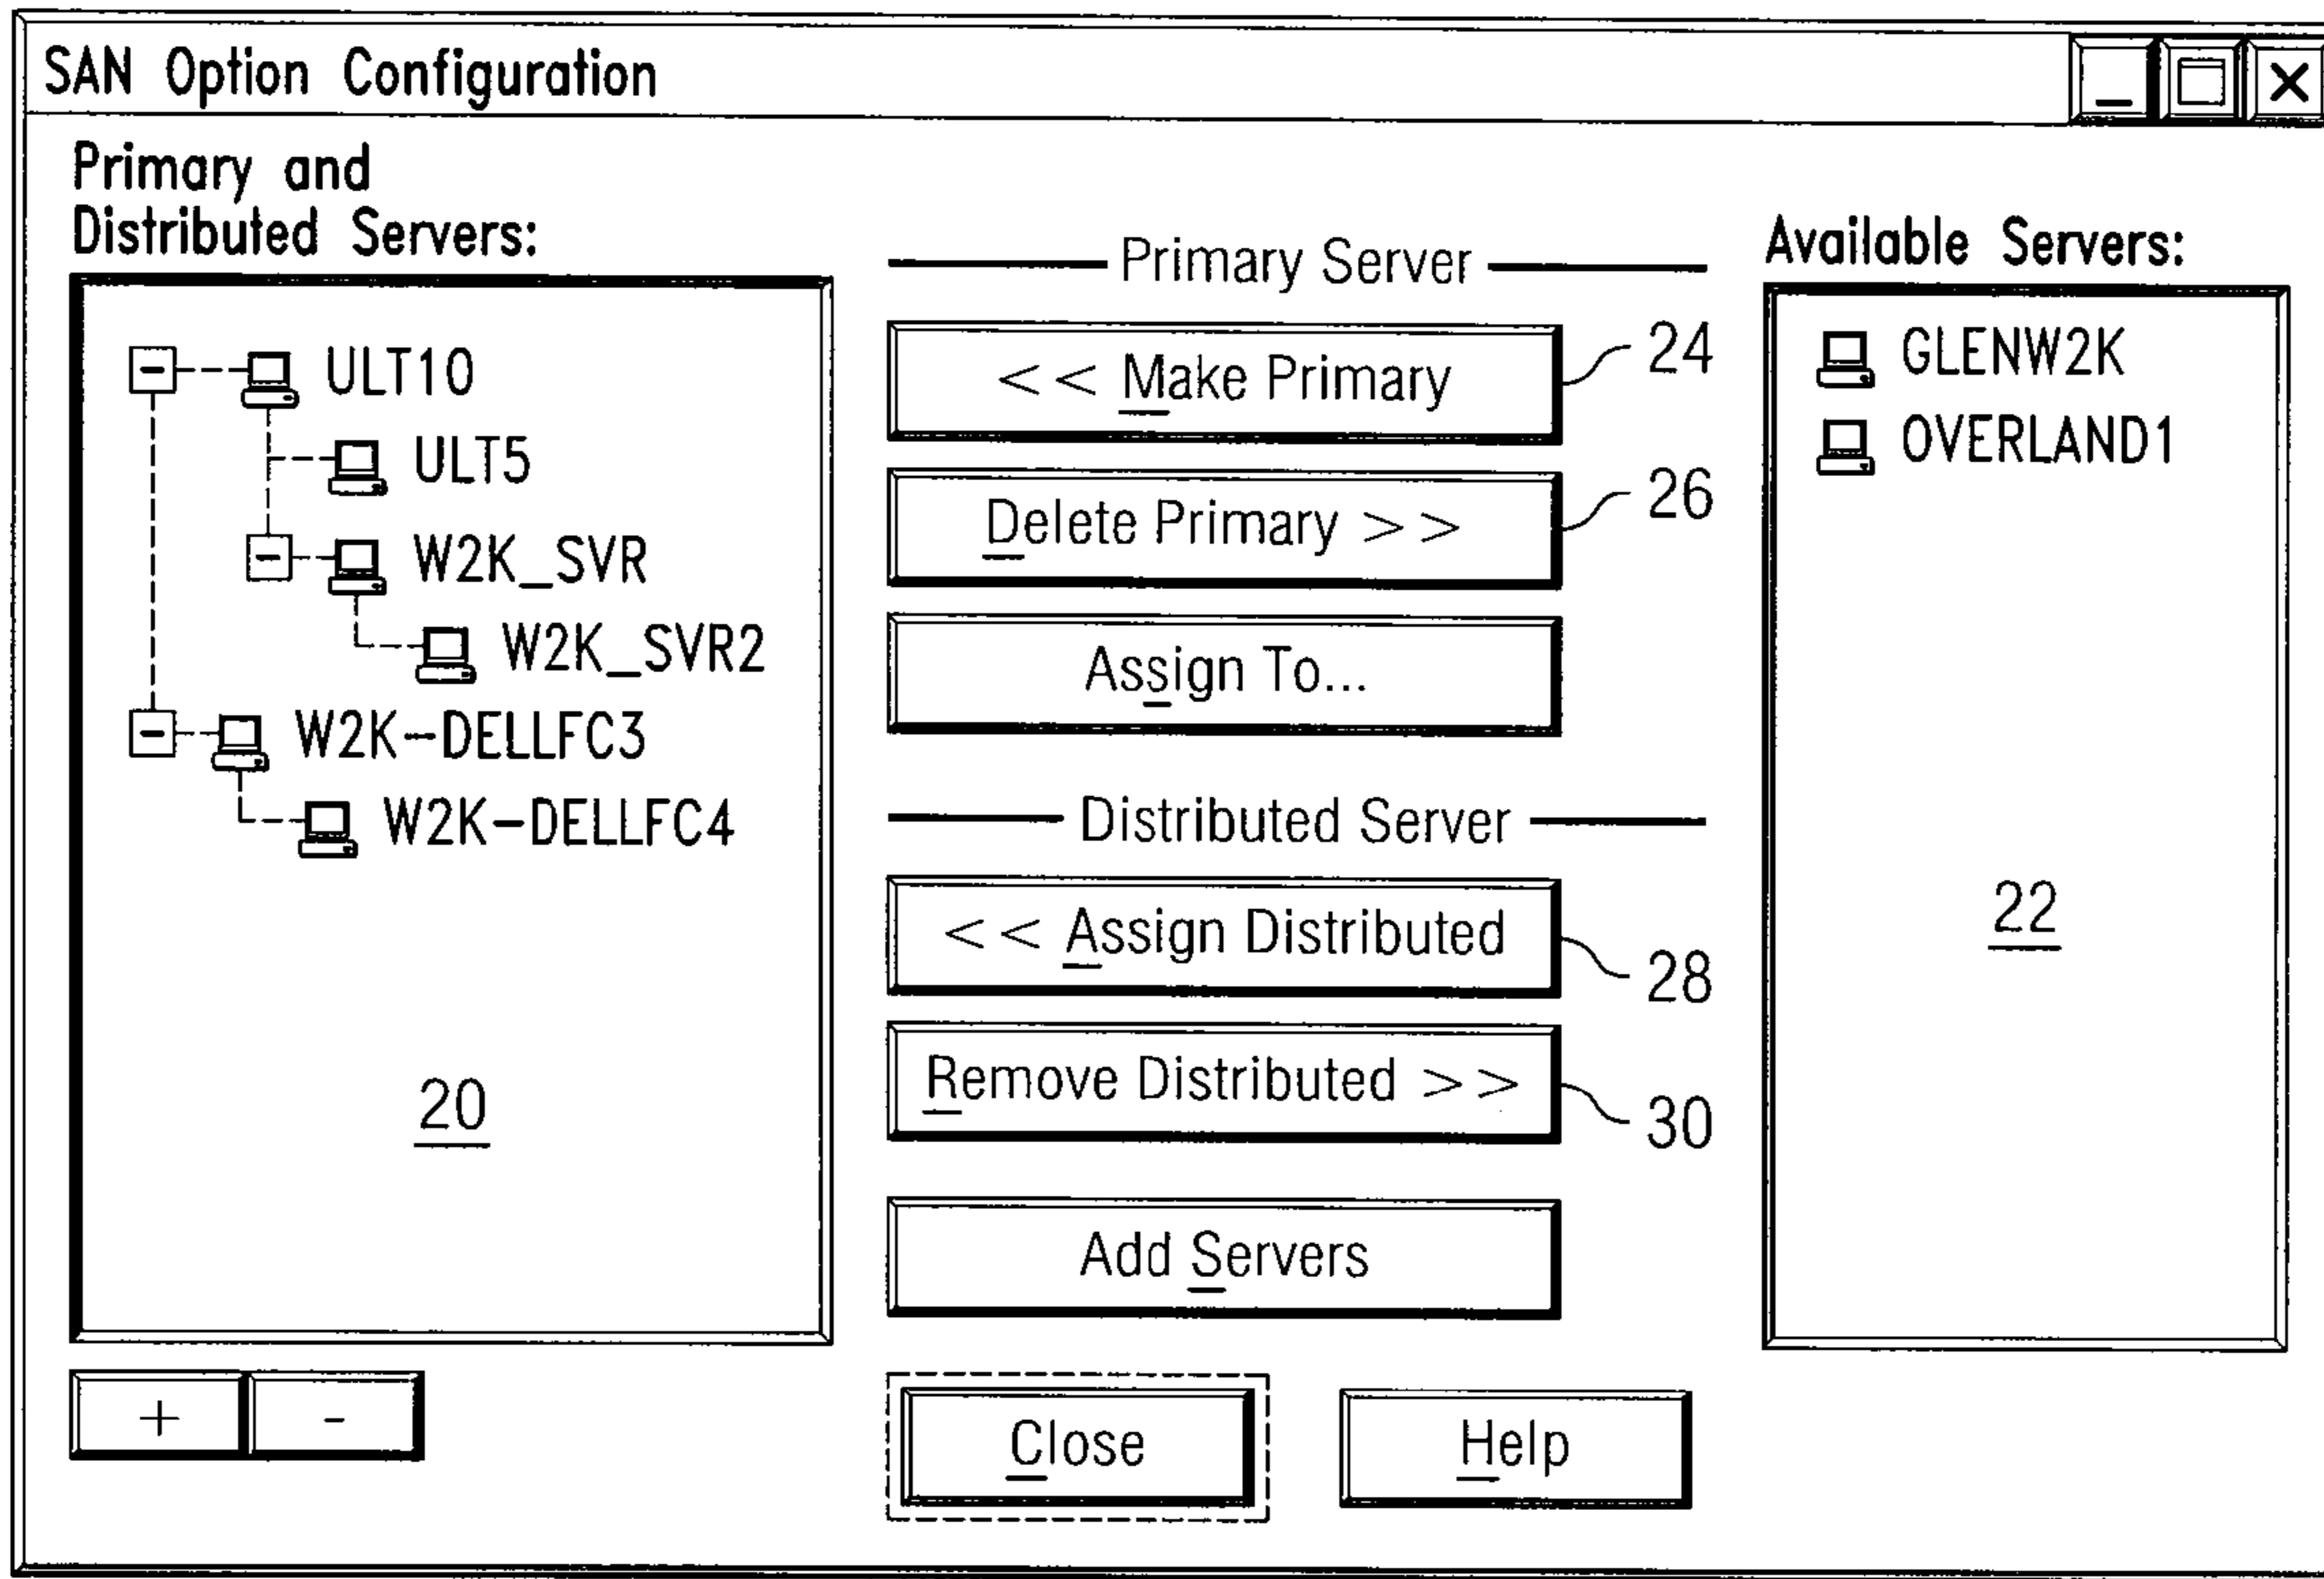 SAN Option Configuration
Primary and
Distributed Servers:
ULT10
ULT5
W2K_SVR
W2K_SVR2
W2K-DELLFC3
W2K-DELLFC4
20
+ -
Primary Server
<< Make Primary
24
Delete Primary >>
26
Assign To...
Distributed Server
<< Assign Distributed
28
Remove Distributed >>
30
Add Servers
Close
Help
Available Servers:
GLENW2K
OVERLAND1
22